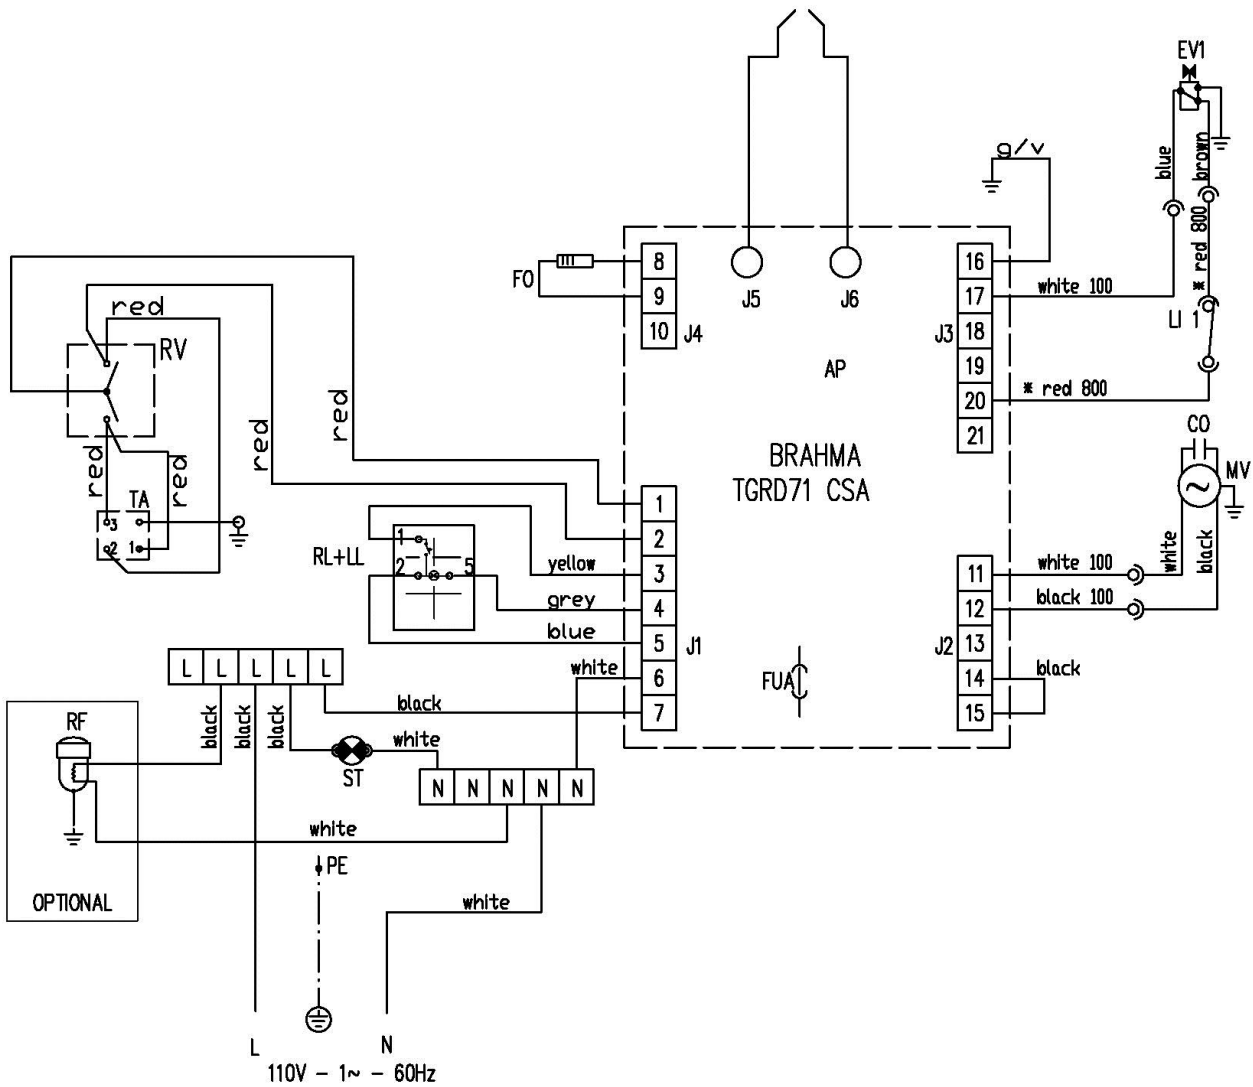 EV1
blue
brown
* red 800
g/v
8
9
10
FO
J4
J5
J6
16
17
18
19
20
21
J3
white 100
LI 1
* red 800
AP
BRAHMA
TGRD71 CSA
red
RV
red
red
red
red
TA
3
2
1
CO
MV
white
black
1
2
3
4
5
6
7
J1
RL+LL
1
2
5
yellow
grey
blue
white
black
11
12
13
14
15
J2
white 100
black 100
black
FUA
L L L L L
black
black
black
white
ST
N N N N N
RF
OPTIONAL
white
PE
white
L
N
110V - 1~ - 60Hz